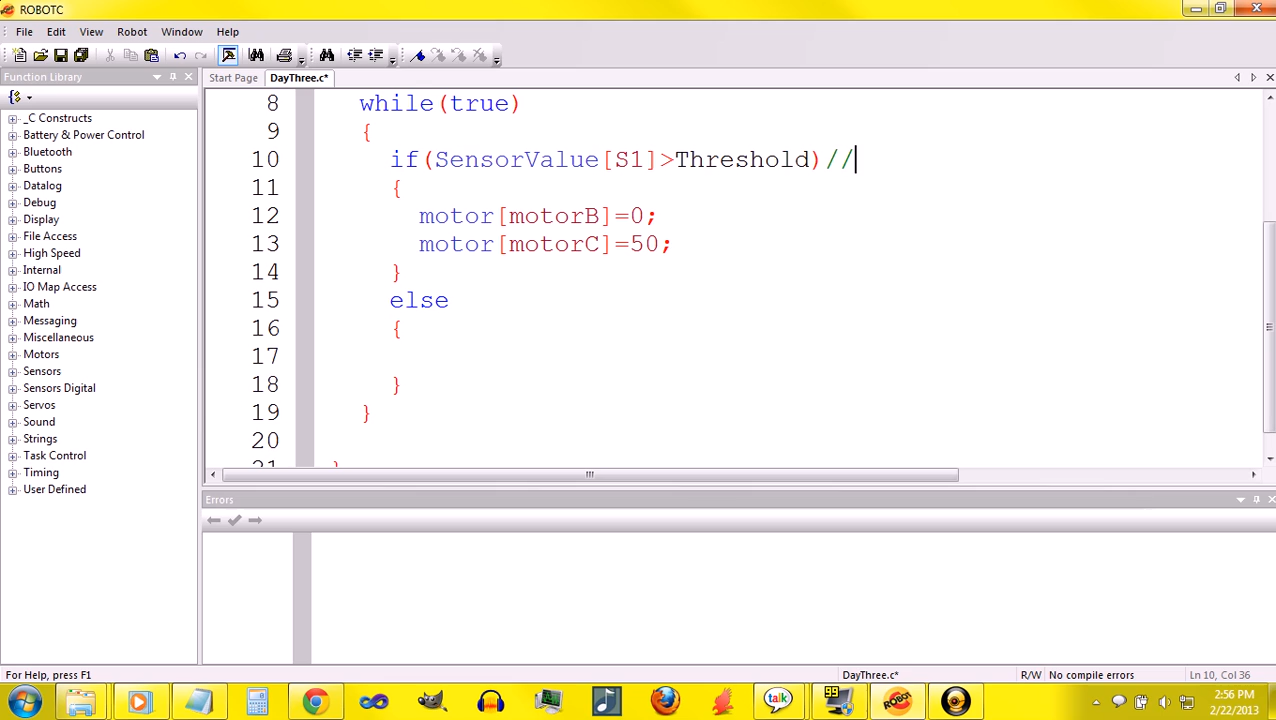 ROBOTC
File Edit View Robot Window Help
Function Library
Start Page DayThree.c*
_C Constructs
Battery & Power Control
Bluetooth
Buttons
Datalog
Debug
Display
File Access
High Speed
Internal
IO Map Access
Math
Messaging
Miscellaneous
Motors
Sensors
Sensors Digital
Servos
Sound
Strings
Task Control
Timing
User Defined
8 while(true)
9 {
10 if(SensorValue[S1]>Threshold)//
11 {
12 motor[motorB]=0;
13 motor[motorC]=50;
14 }
15 else
16 {
17
18 }
19 }
20
21 }
Errors
For Help, press F1 DayThree.c* R/W No compile errors Ln 10, Col 36
talk 99 ROBOT
2:56 PM
2/22/2013